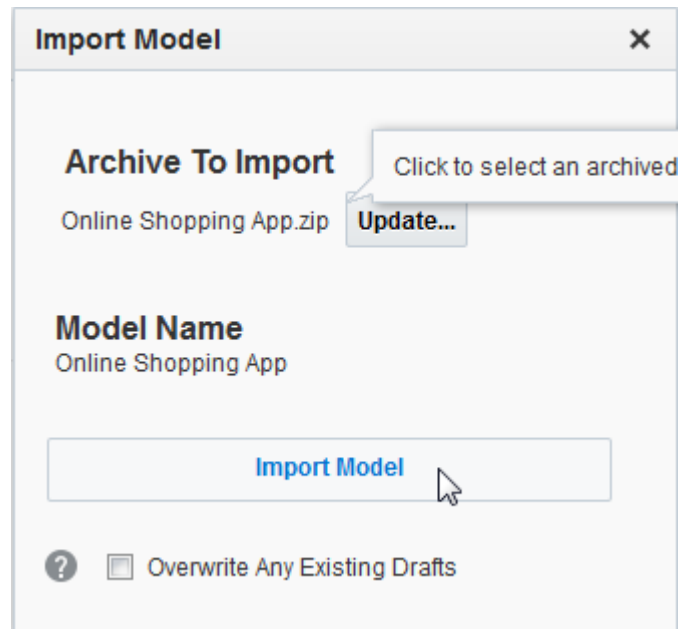 Import Model
Archive To Import
Click to select an archived
Online Shopping App.zip
Update...
Model Name
Online Shopping App
Import Model
Overwrite Any Existing Drafts